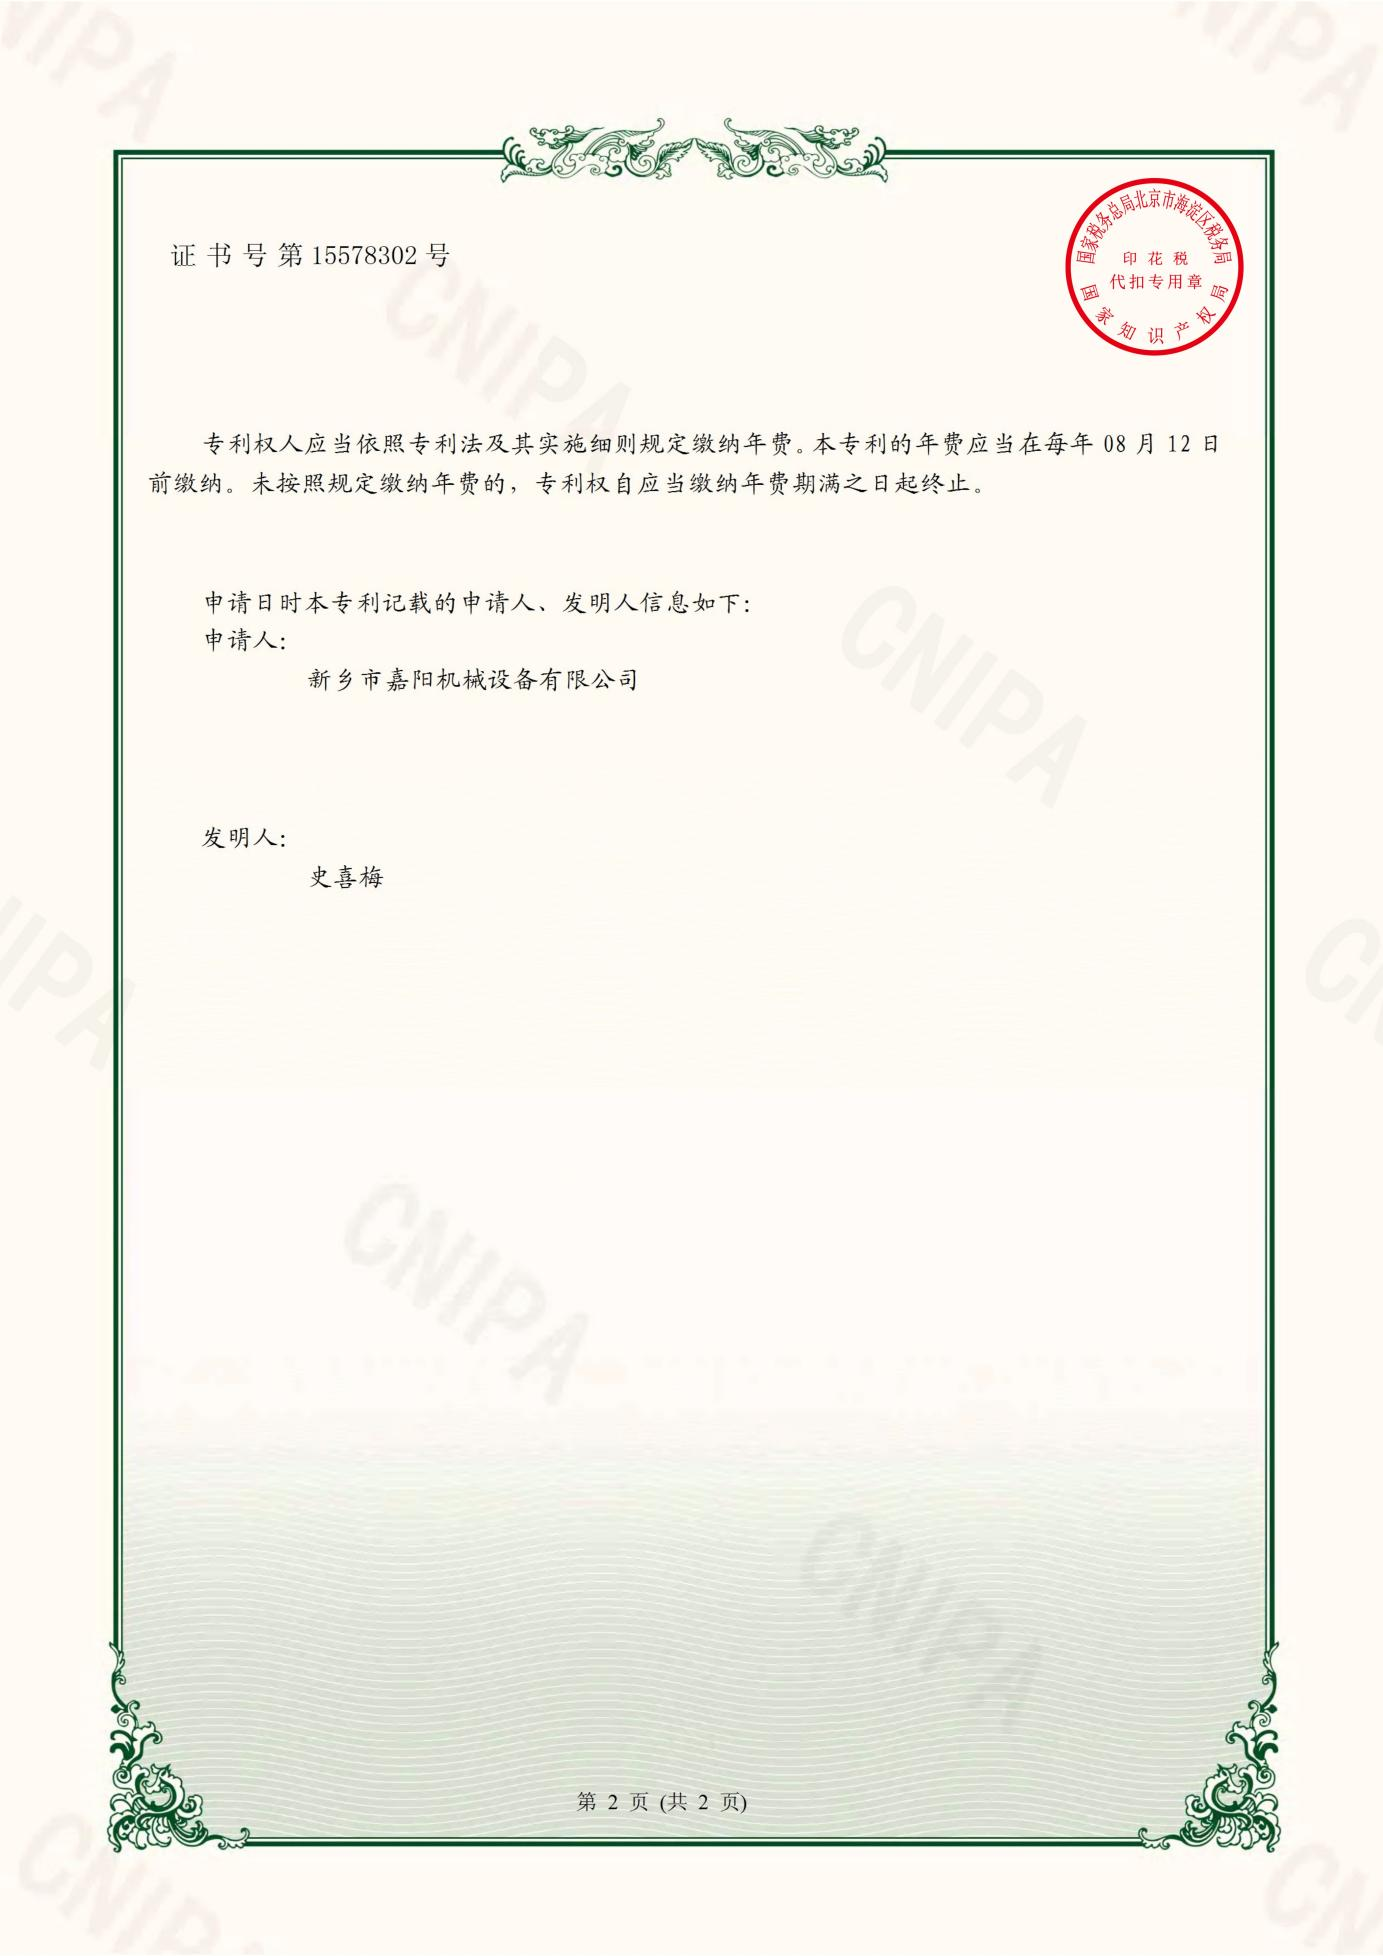 证书号第15578302号
国家税务总局北京市海淀区税务局
印花税
代扣专用章
国家知识产权局
专利权人应当依照专利法及其实施细则规定缴纳年费。本专利的年费应当在每年 08 月 12 日
前缴纳。未按照规定缴纳年费的，专利权自应当缴纳年费期满之日起终止。
申请日时本专利记载的申请人、发明人信息如下：
申请人：
新乡市嘉阳机械设备有限公司
发明人：
史喜梅
第 2 页 (共 2 页)
CNIPA
CNIPA
CNIPA
CNIPA